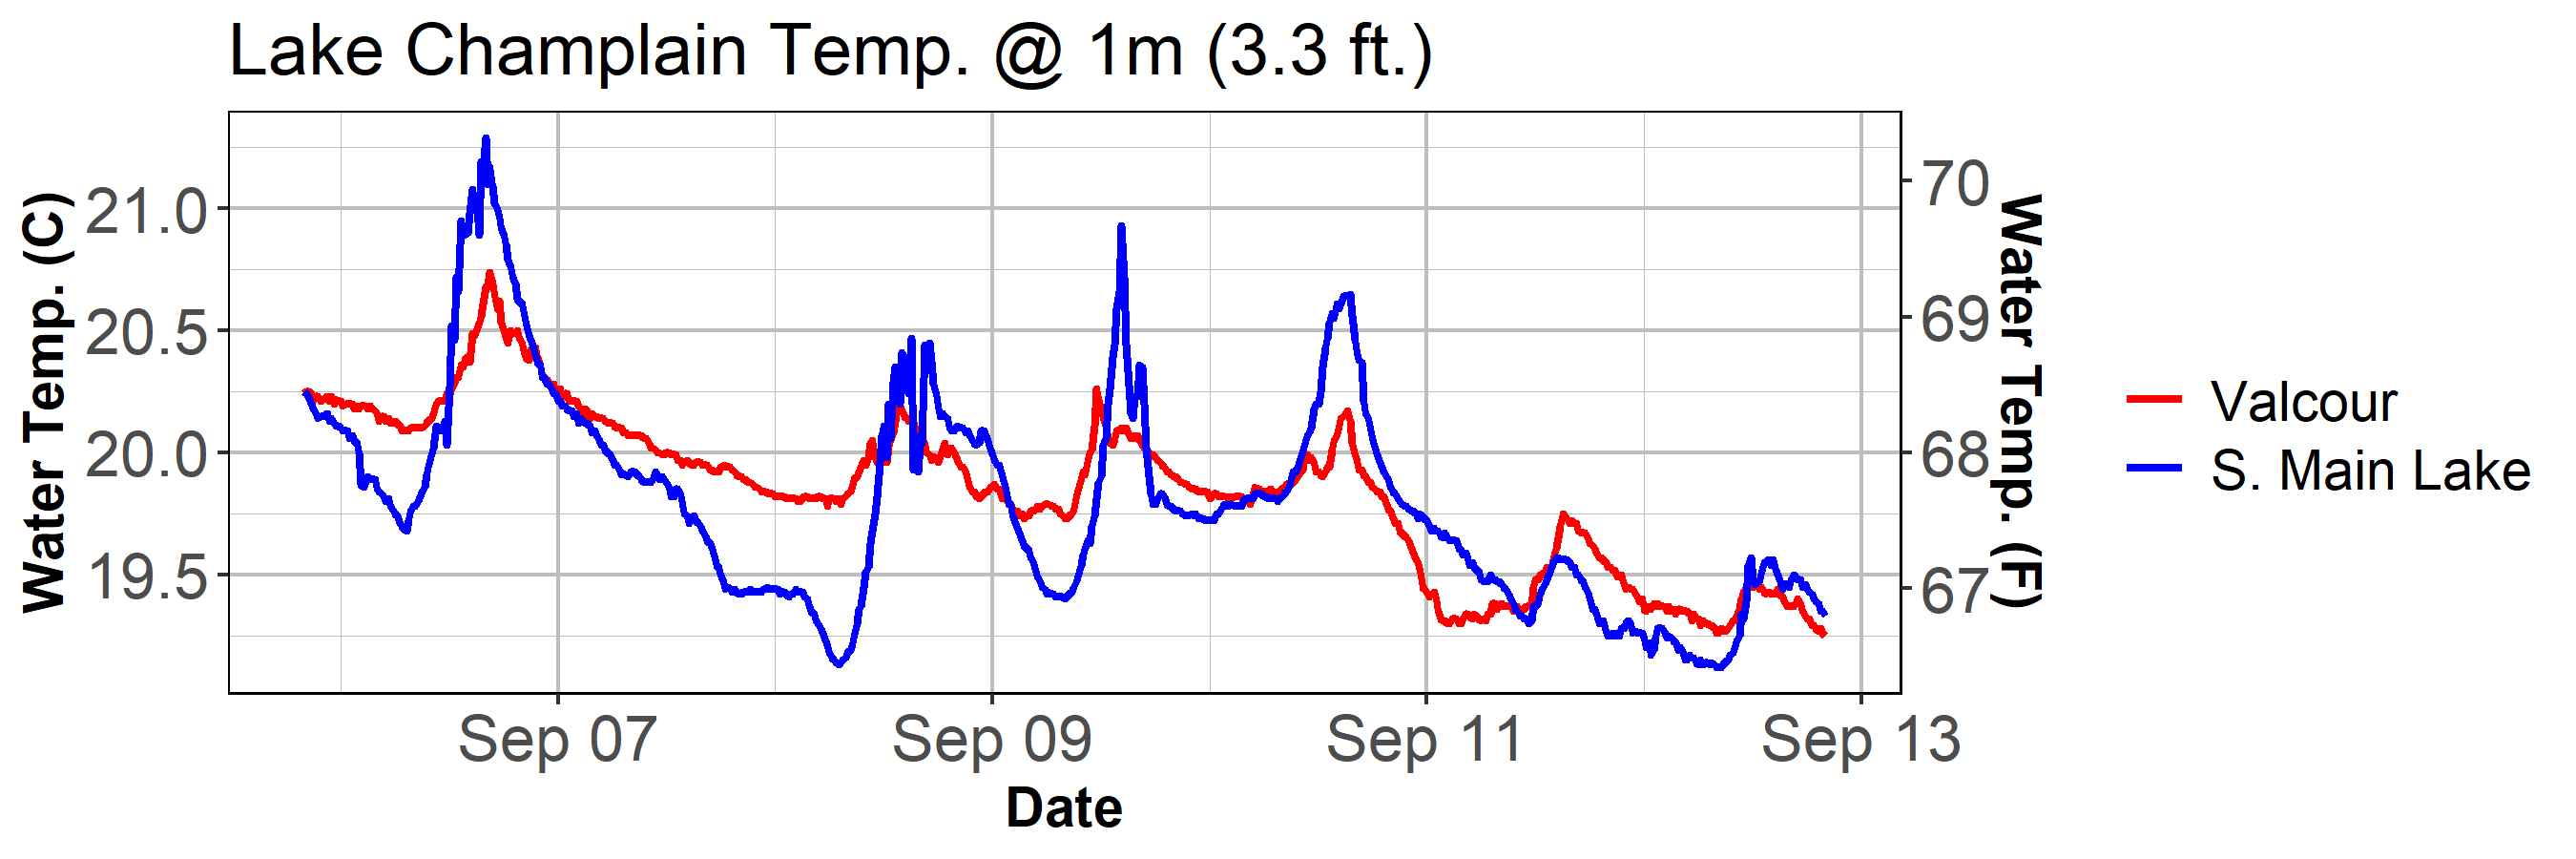 Lake Champlain Temp. @ 1m (3.3 ft.)
Water Temp. (C)
21.0
20.5
20.0
19.5
70
69
68
67
Water Temp. (F)
Valcour
S. Main Lake
Sep 07 Sep 09 Sep 11 Sep 13
Date